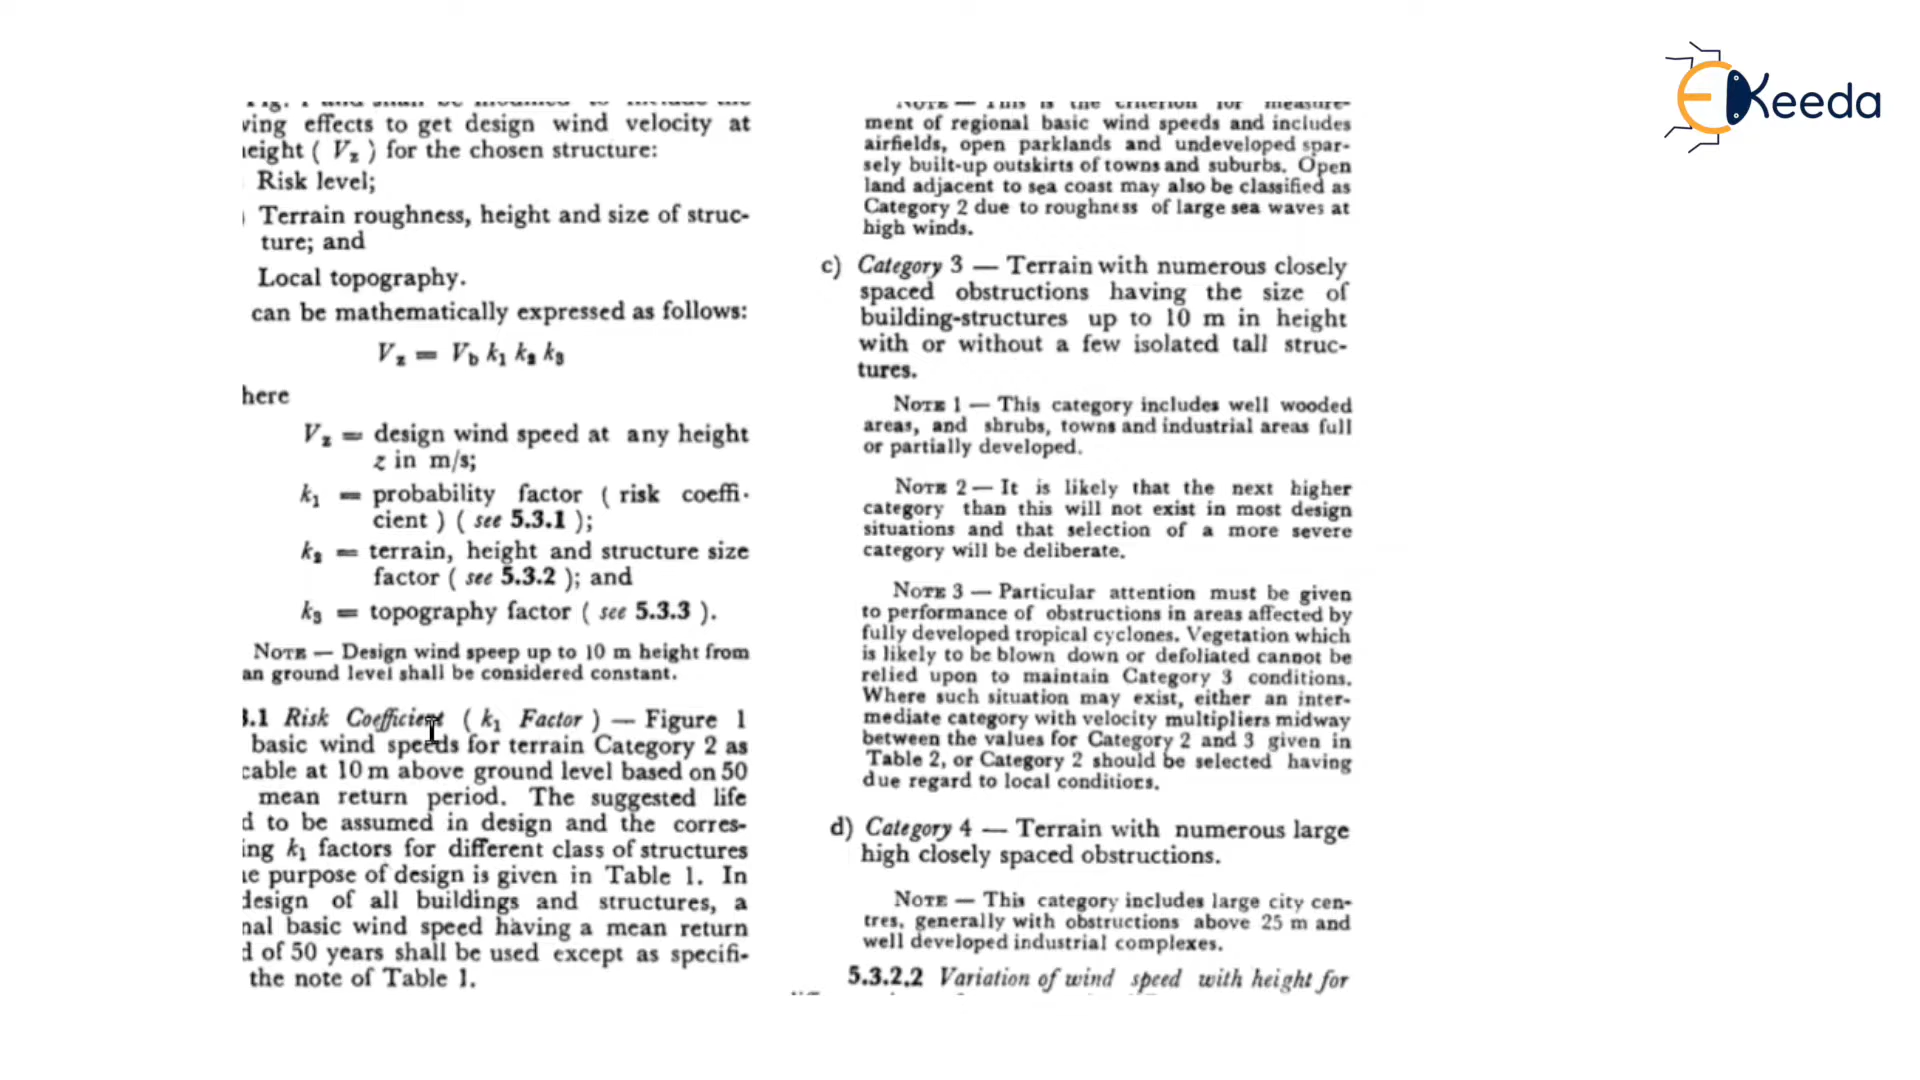 Fig. 1 and shall be modified to include the
ving effects to get design wind velocity at
eight ( Vz ) for the chosen structure:
Risk level;
) Terrain roughness, height and size of struc-
ture; and
Local topography.
can be mathematically expressed as follows:
Vz = Vb k1 k2 k3
here
Vz = design wind speed at any height
z in m/s;
k1 = probability factor ( risk coeffi-
cient ) ( see 5.3.1 );
k2 = terrain, height and structure size
factor ( see 5.3.2 ); and
k3 = topography factor ( see 5.3.3 ).
NOTE — Design wind speep up to 10 m height from
an ground level shall be considered constant.
3.1 Risk Coefficient ( k1 Factor ) — Figure 1
basic wind speeds for terrain Category 2 as
cable at 10 m above ground level based on 50
mean return period. The suggested life
d to be assumed in design and the corres-
ing k1 factors for different class of structures
e purpose of design is given in Table 1. In
design of all buildings and structures, a
nal basic wind speed having a mean return
d of 50 years shall be used except as specifi-
the note of Table 1.
NOTE — This is the criterion for measure-
ment of regional basic wind speeds and includes
airfields, open parklands and undeveloped spar-
sely built-up outskirts of towns and suburbs. Open
land adjacent to sea coast may also be classified as
Category 2 due to roughness of large sea waves at
high winds.
c) Category 3 — Terrain with numerous closely
spaced obstructions having the size of
building-structures up to 10 m in height
with or without a few isolated tall struc-
tures.
NOTE 1 — This category includes well wooded
areas, and shrubs, towns and industrial areas full
or partially developed.
NOTE 2 — It is likely that the next higher
category than this will not exist in most design
situations and that selection of a more severe
category will be deliberate.
NOTE 3 — Particular attention must be given
to performance of obstructions in areas affected by
fully developed tropical cyclones. Vegetation which
is likely to be blown down or defoliated cannot be
relied upon to maintain Category 3 conditions.
Where such situation may exist, either an inter-
mediate category with velocity multipliers midway
between the values for Category 2 and 3 given in
Table 2, or Category 2 should be selected having
due regard to local conditions.
d) Category 4 — Terrain with numerous large
high closely spaced obstructions.
NOTE — This category includes large city cen-
tres, generally with obstructions above 25 m and
well developed industrial complexes.
5.3.2.2 Variation of wind speed with height for
EKeeda